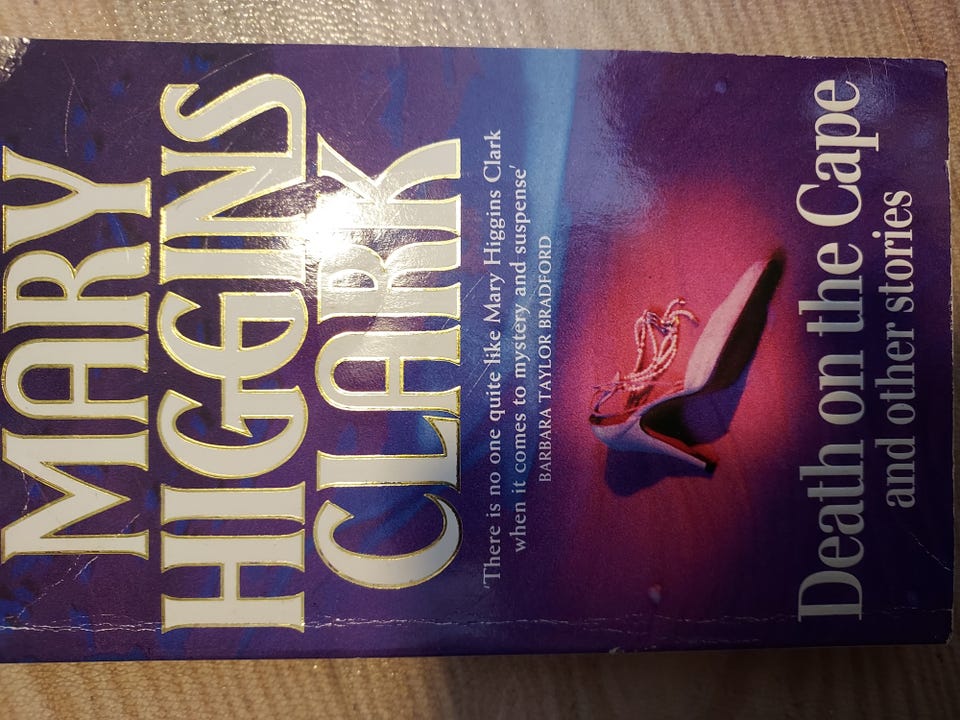 MARY
HIGGINS
CLARK
'There is no one quite like Mary Higgins Clark
when it comes to mystery and suspense'
BARBARA TAYLOR BRADFORD
Death on the Cape
and other stories